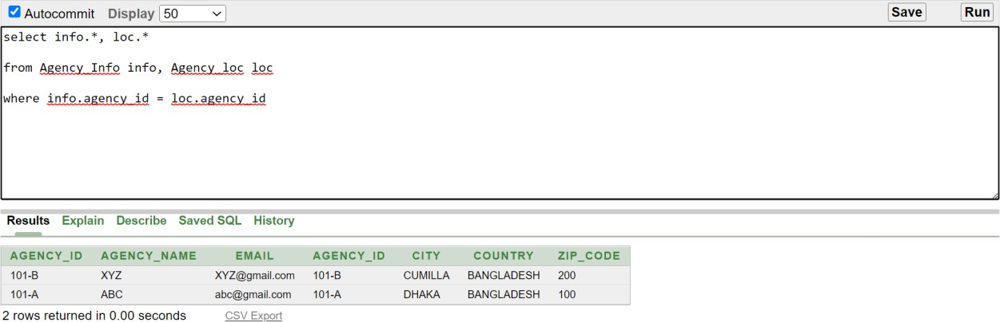 Autocommit Display 50 Save Run
select info.*, loc.*
from Agency_Info info, Agency_loc loc
where info.agency_id = loc.agency_id
Results Explain Describe Saved SQL History
AGENCY_ID AGENCY_NAME EMAIL AGENCY_ID CITY COUNTRY ZIP_CODE
101-B XYZ XYZ@gmail.com 101-B CUMILLA BANGLADESH 200
101-A ABC abc@gmail.com 101-A DHAKA BANGLADESH 100
2 rows returned in 0.00 seconds CSV Export